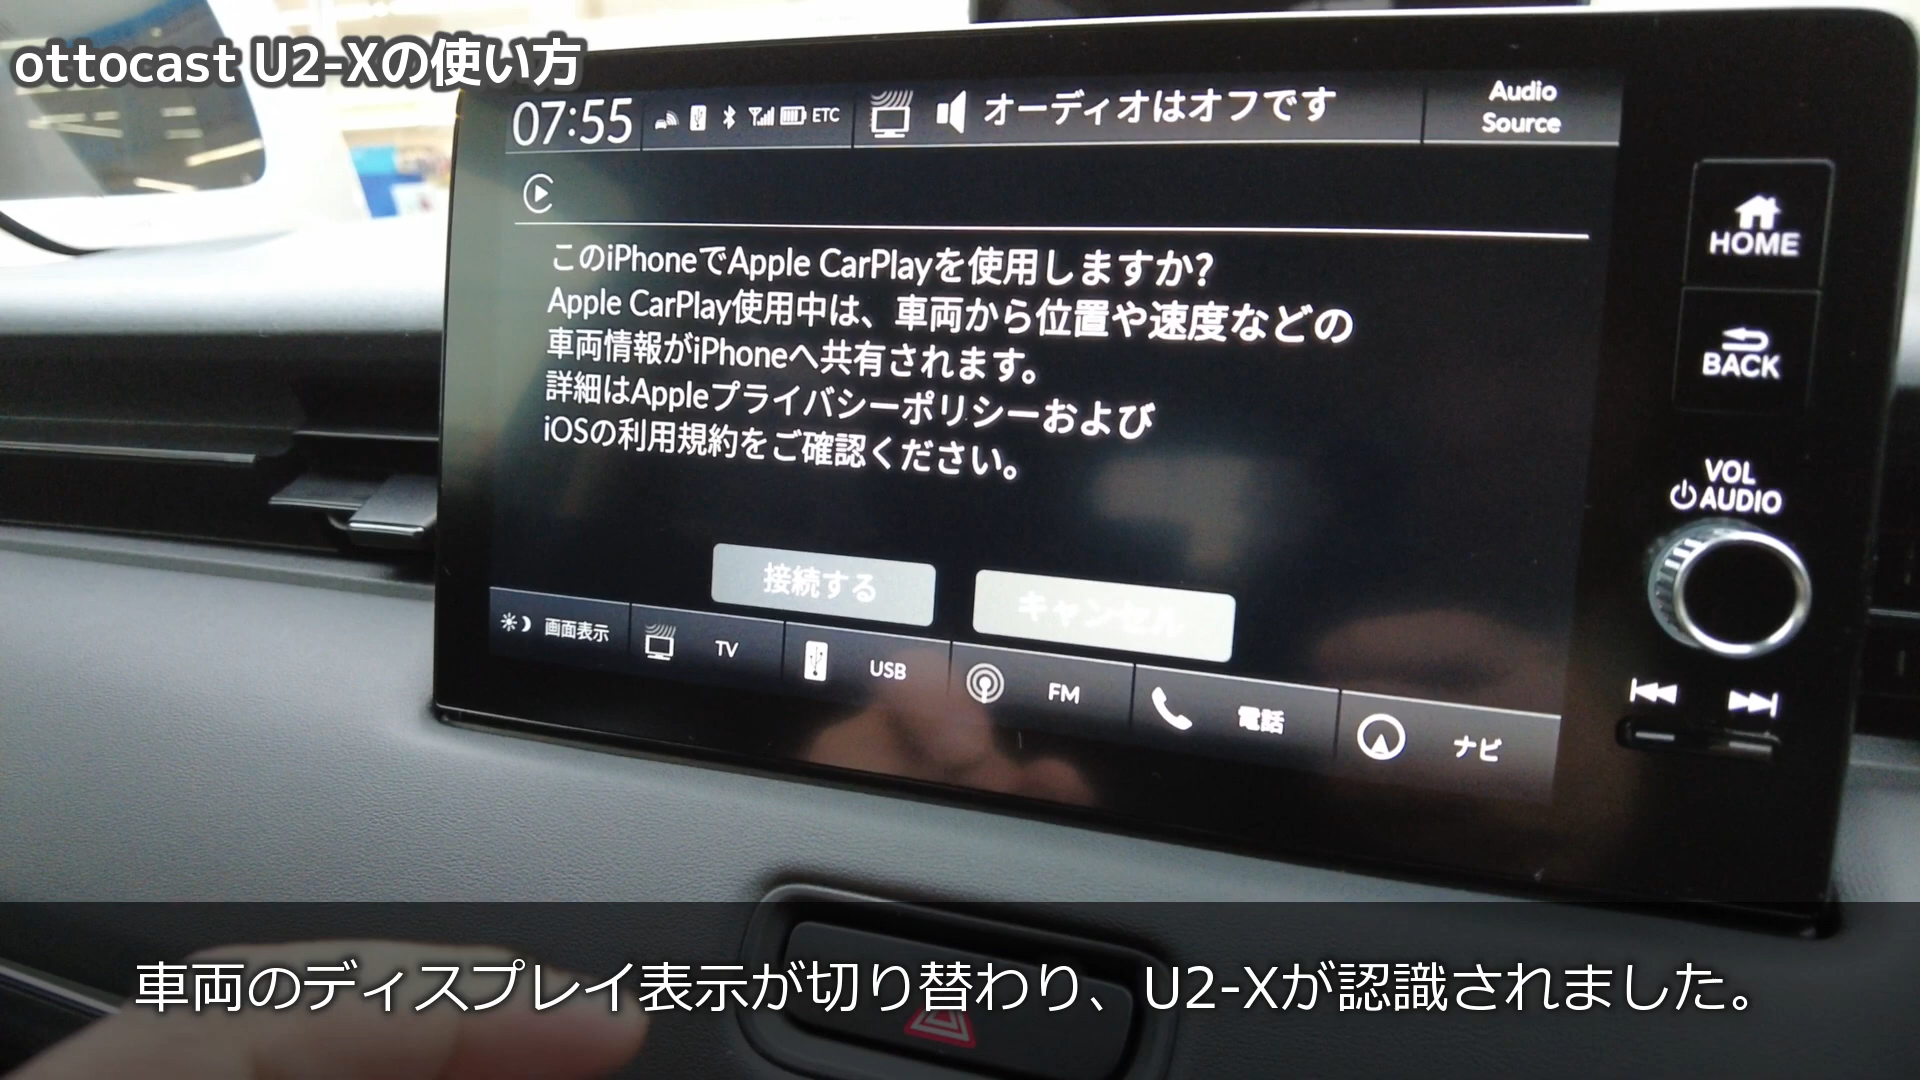 ottocast U2-Xの使い方
07:55
ETC
オーディオはオフです
Audio
Source
このiPhoneでApple CarPlayを使用しますか?
Apple CarPlay使用中は、車両から位置や速度などの
車両情報がiPhoneへ共有されます。
詳細はAppleプライバシーポリシーおよび
iOSの利用規約をご確認ください。
接続する
キャンセル
画面表示
TV
USB
FM
電話
ナビ
HOME
BACK
VOL
AUDIO
車両のディスプレイ表示が切り替わり、U2-Xが認識されました。